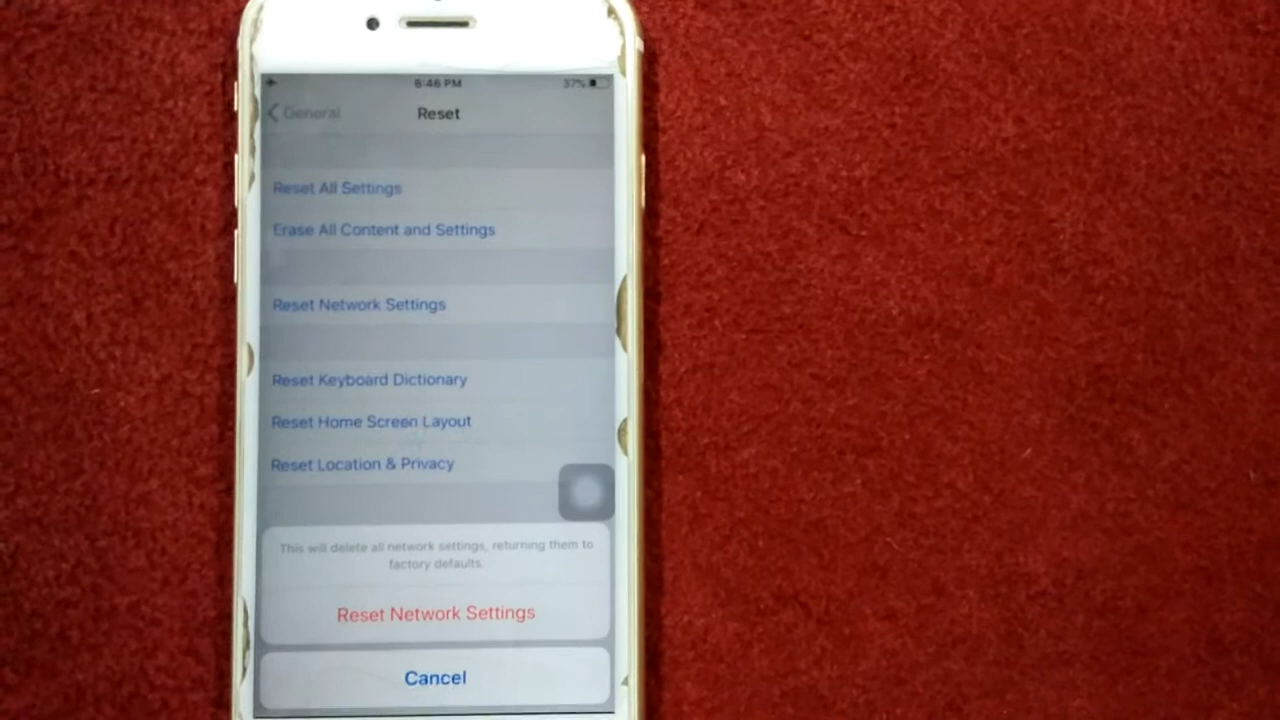 8:46 PM 37%
General Reset
Reset All Settings
Erase All Content and Settings
Reset Network Settings
Reset Keyboard Dictionary
Reset Home Screen Layout
Reset Location & Privacy
This will delete all network settings, returning them to
factory defaults.
Reset Network Settings
Cancel